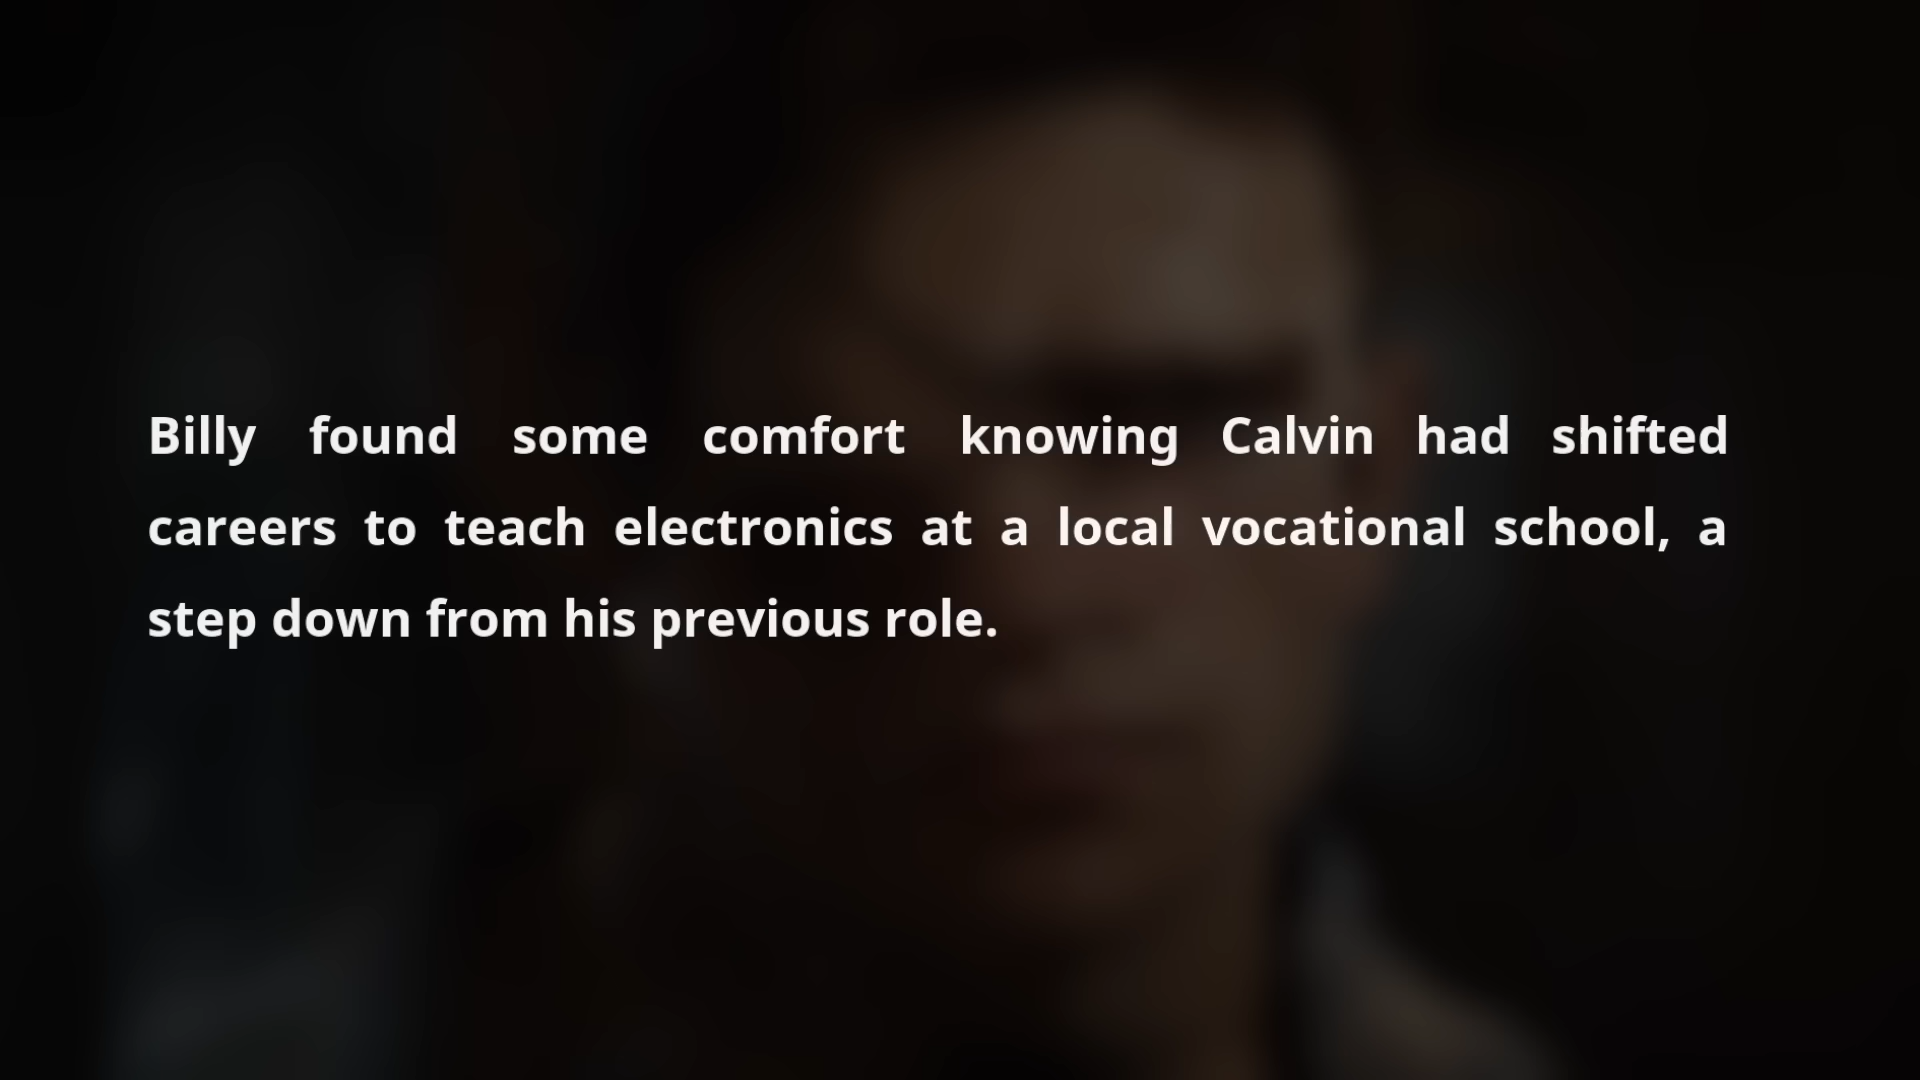 Billy found some comfort knowing Calvin had shifted
careers to teach electronics at a local vocational school, a
step down from his previous role.